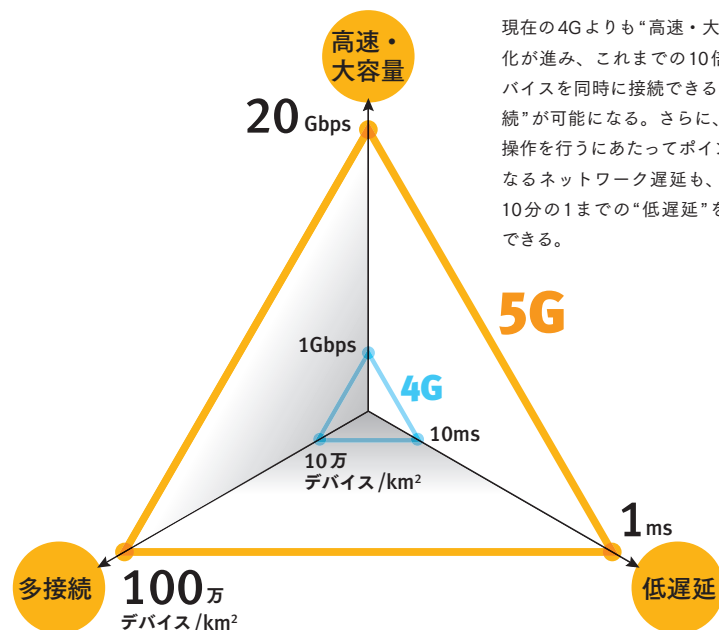 高速・
大容量
現在の4Gよりも“高速・大
化が進み、これまでの10倍
バイスを同時に接続できる
続”が可能になる。さらに、
操作を行うにあたってポイン
なるネットワーク遅延も、
10分の1までの“低遅延”を
できる。
20 Gbps
5G
1Gbps
4G
10ms
10万
デバイス/km²
1 ms
多接続
100万
デバイス/km²
低遅延